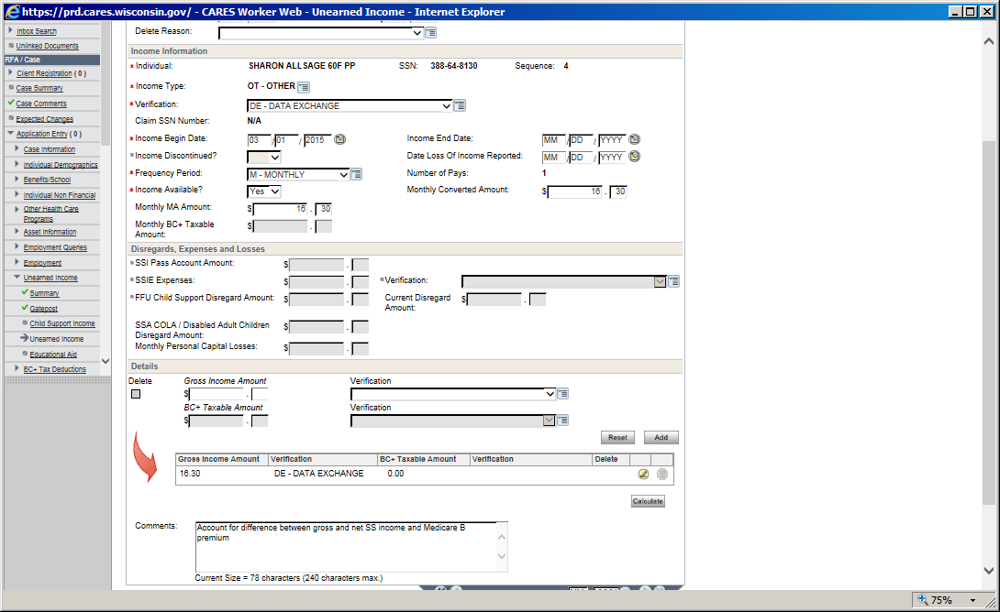 https://prd.cares.wisconsin.gov/ - CARES Worker Web - Unearned Income - Internet Explorer
Inbox Search
Unlinked Documents
RFA / Case
Client Registration ( 0 )
Case Summary
Case Comments
Expected Changes
Application Entry ( 0 )
Case Information
Individual Demographics
Benefits/School
Individual Non Financial
Other Health Care
Programs
Asset Information
Employment Queries
Employment
Unearned Income
Summary
Gatepost
Child Support Income
Unearned Income
Educational Aid
BC+ Tax Deductions
Delete Reason:
Income Information
*Individual: SHARON ALLSAGE 60F PP SSN: 388-64-8130 Sequence: 4
*Income Type: OT - OTHER
*Verification: DE - DATA EXCHANGE
Claim SSN Number: N/A
*Income Begin Date: 03 / 01 / 2015 Income End Date: MM / DD / YYYY
Income Discontinued? Date Loss Of Income Reported: MM / DD / YYYY
*Frequency Period: M - MONTHLY Number of Pays: 1
*Income Available? Yes Monthly Converted Amount: $ 16 . 30
Monthly MA Amount: $ 16 . 30
Monthly BC+ Taxable
Amount: $ .
Disregards, Expenses and Losses
SSI Pass Account Amount: $ .
SSIE Expenses: $ . Verification:
FFU Child Support Disregard Amount: $ . Current Disregard
Amount: $ .
SSA COLA / Disabled Adult Children
Disregard Amount: $ .
Monthly Personal Capital Losses: $ .
Details
Delete Gross Income Amount Verification
$ .
BC+ Taxable Amount Verification
$ .
Reset Add
Gross Income Amount Verification BC+ Taxable Amount Verification Delete
16.30 DE - DATA EXCHANGE 0.00
Calculate
Comments: Account for difference between gross and net SS income and Medicare B
premium
Current Size = 78 characters (240 characters max.)
75%